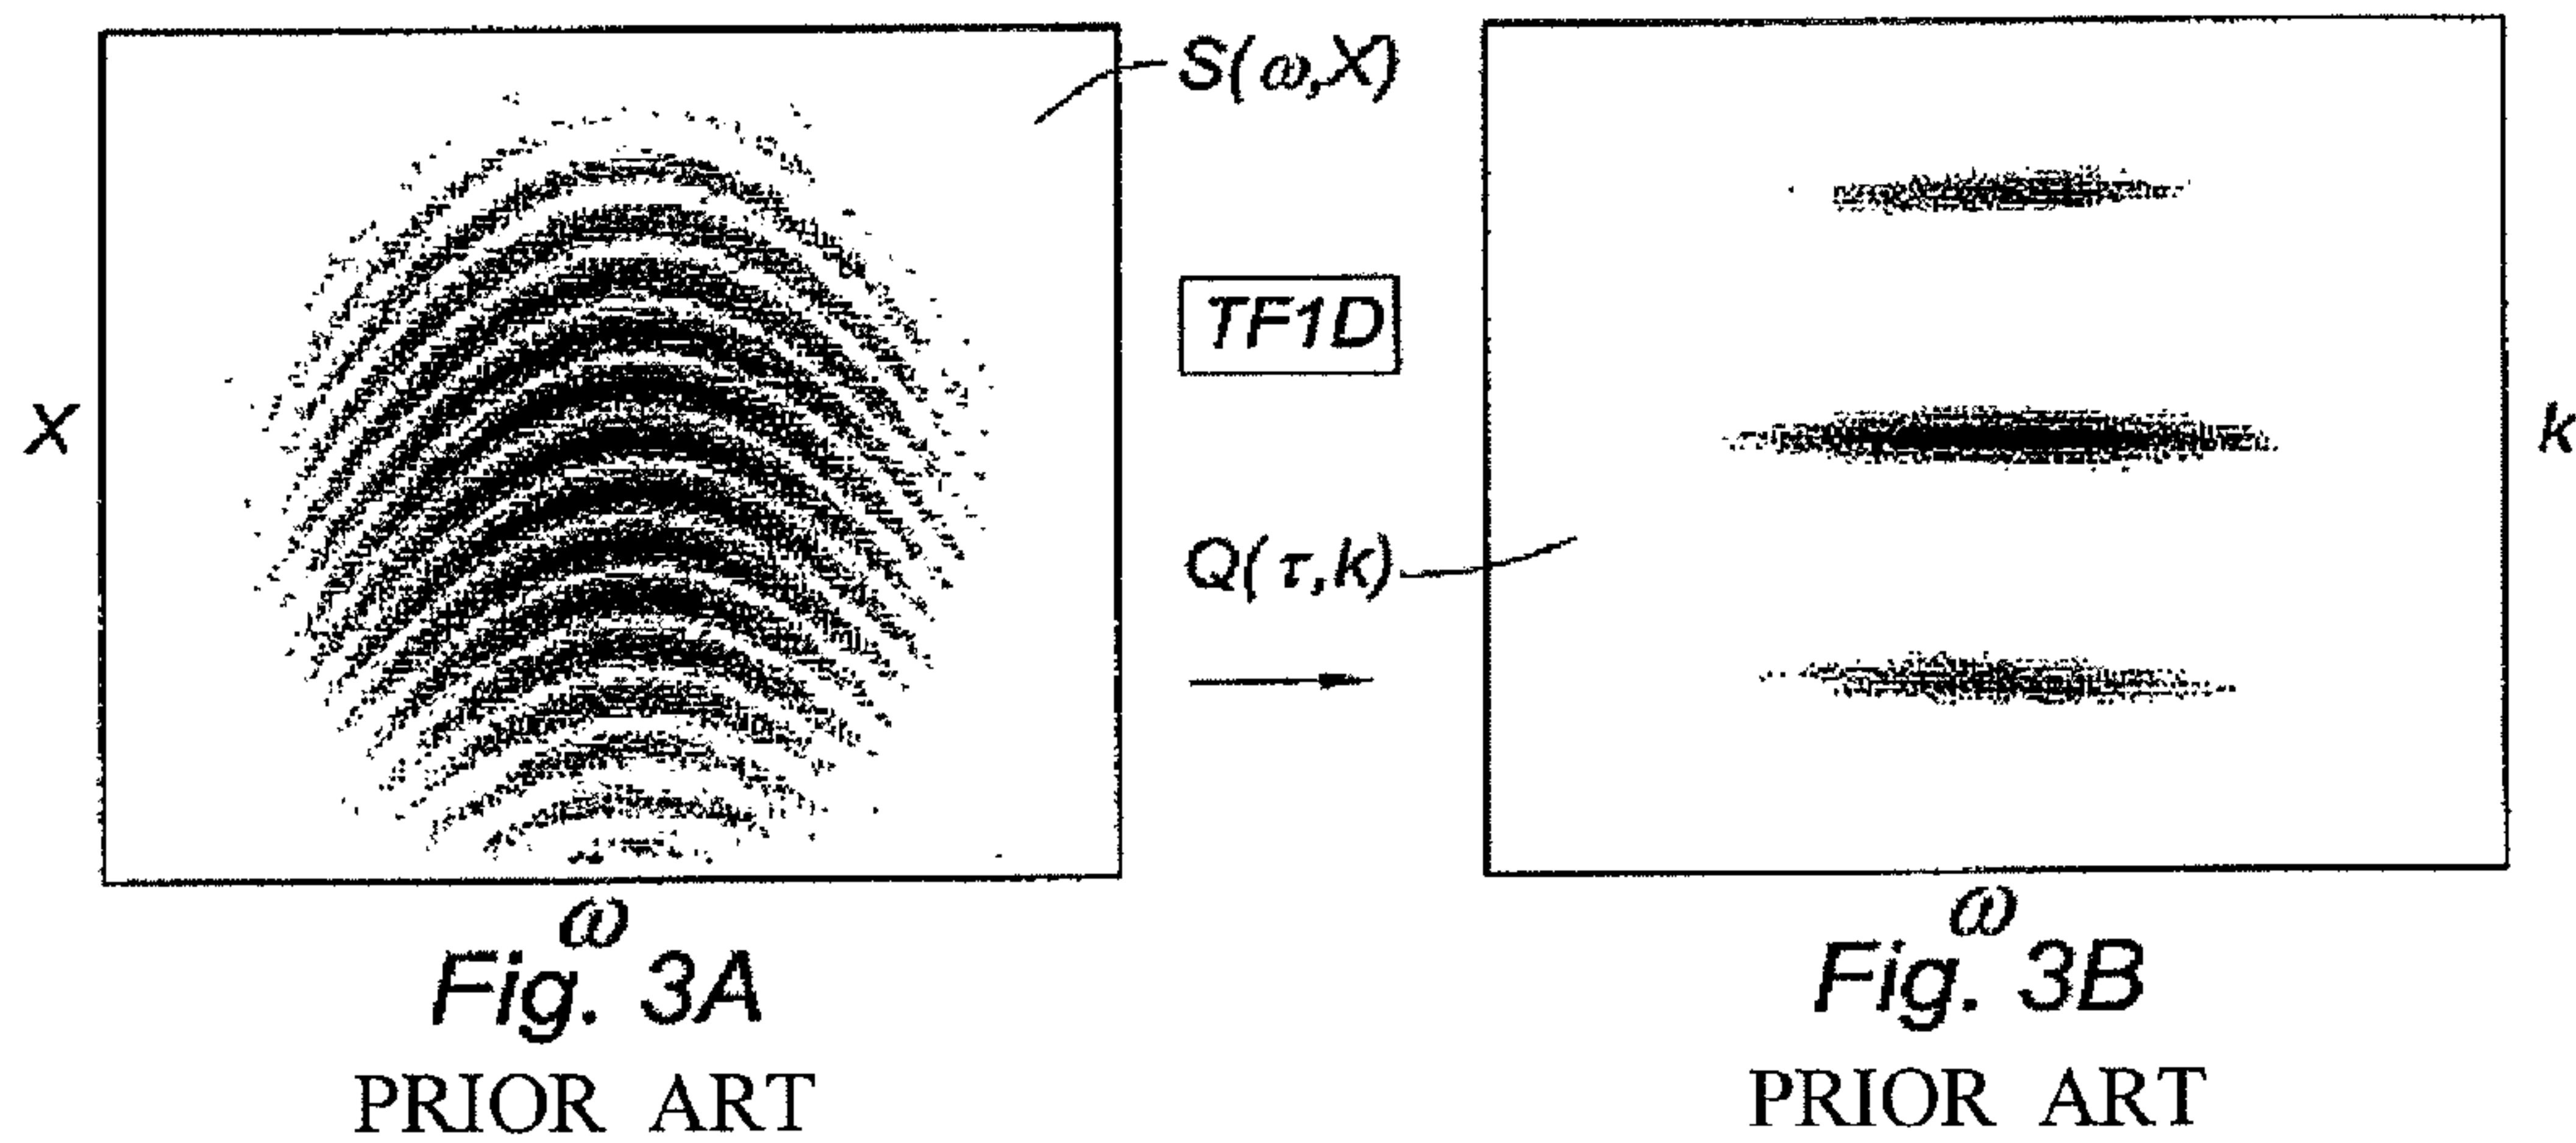 S(ω,X)
X
ω
Fig. 3A
PRIOR ART
TF1D
Q(τ,k)
k
ω
Fig. 3B
PRIOR ART